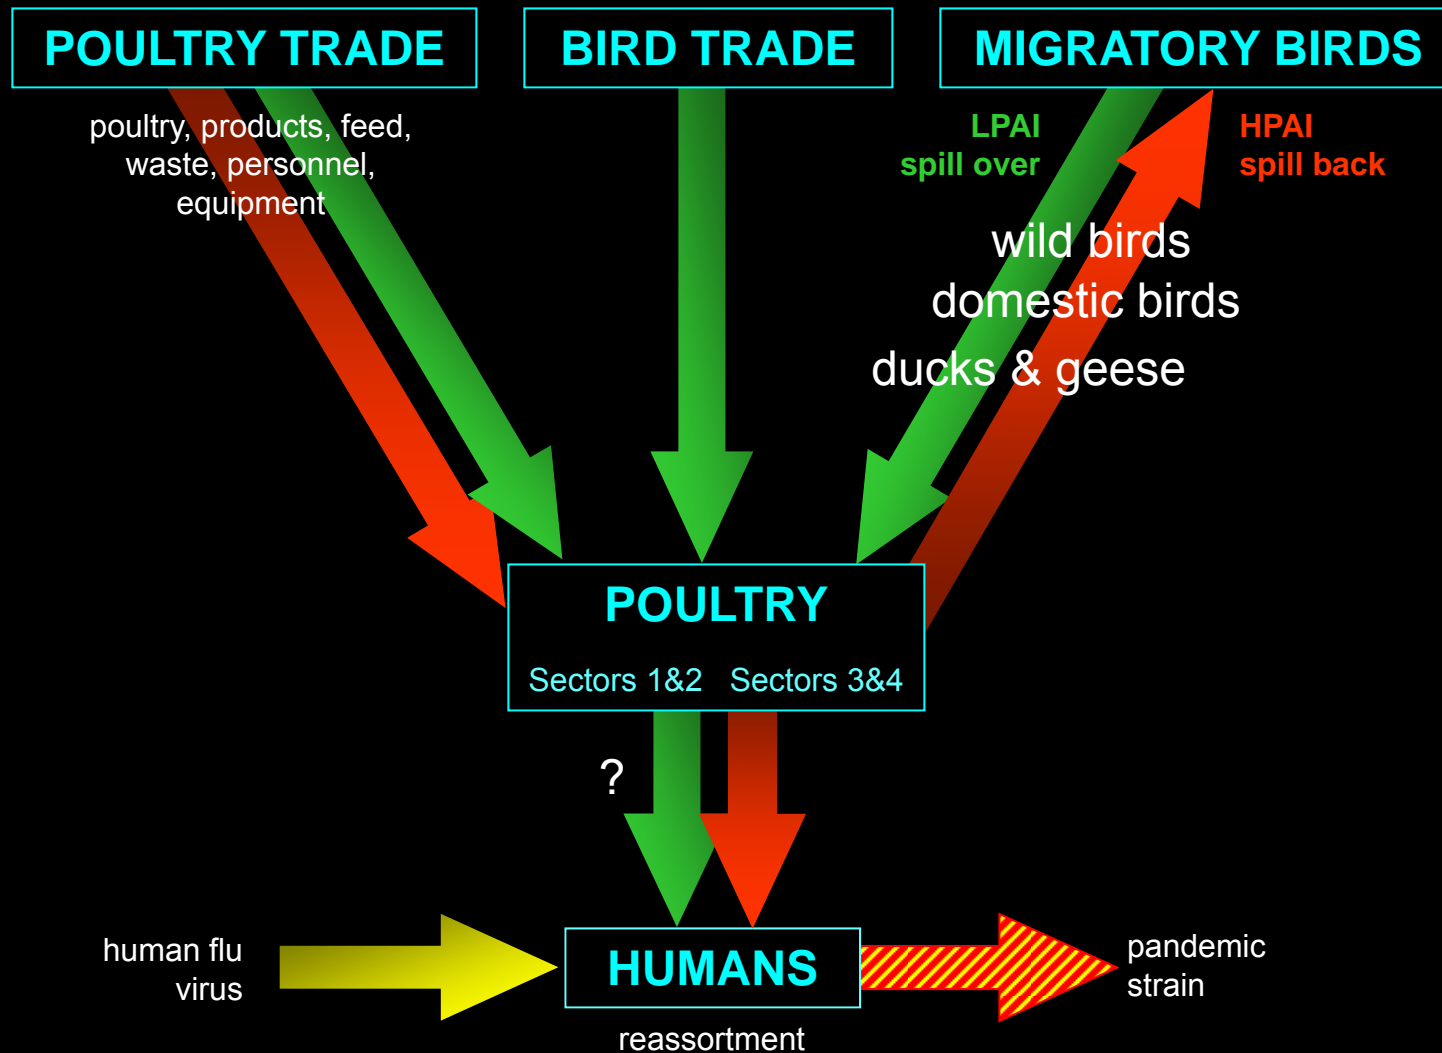 POULTRY TRADE
BIRD TRADE
MIGRATORY BIRDS
poultry, products, feed,
waste, personnel,
equipment
LPAI
spill over
HPAI
spill back
wild birds
domestic birds
ducks & geese
POULTRY
Sectors 1&2 Sectors 3&4
?
human flu
virus
HUMANS
reassortment
pandemic
strain